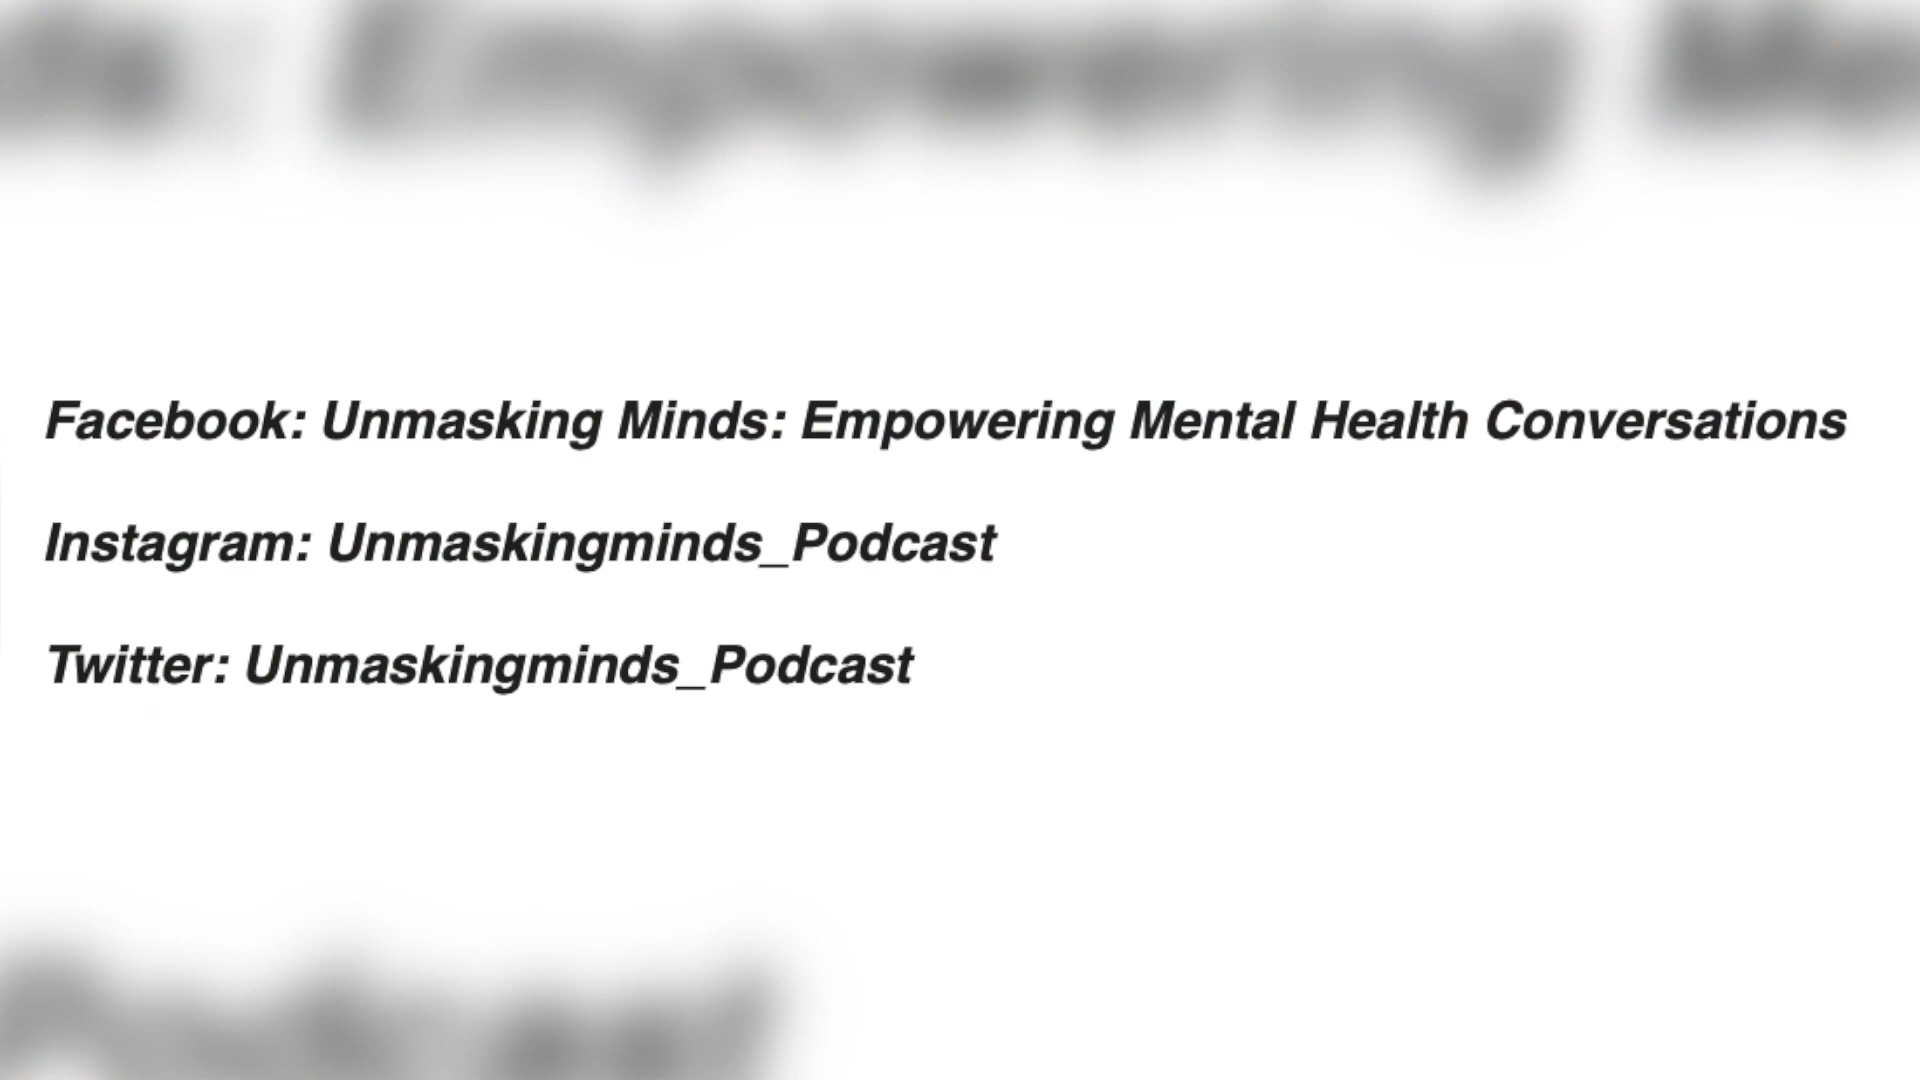 Facebook: Unmasking Minds: Empowering Mental Health Conversations
Instagram: Unmaskingminds_Podcast
Twitter: Unmaskingminds_Podcast